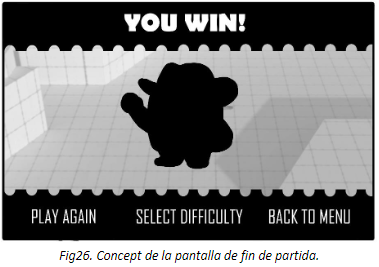 YOU WIN!
PLAY AGAIN SELECT DIFFICULTY BACK TO MENU
Fig26. Concept de la pantalla de fin de partida.